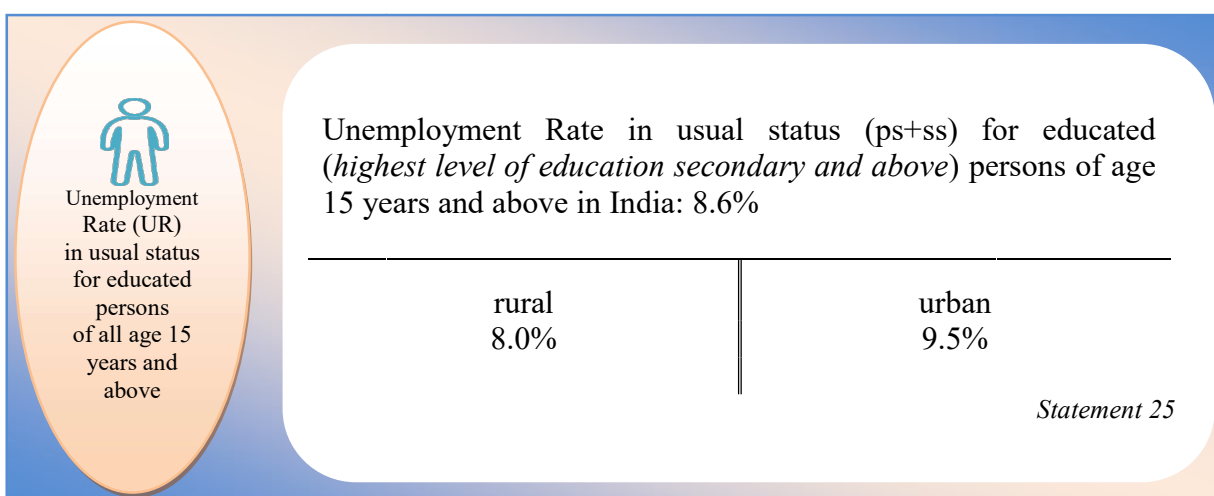 Unemployment
Rate (UR)
in usual status
for educated
persons
of all age 15
years and
above
Unemployment Rate in usual status (ps+ss) for educated
(highest level of education secondary and above) persons of age
15 years and above in India: 8.6%
rural
8.0%
urban
9.5%
Statement 25